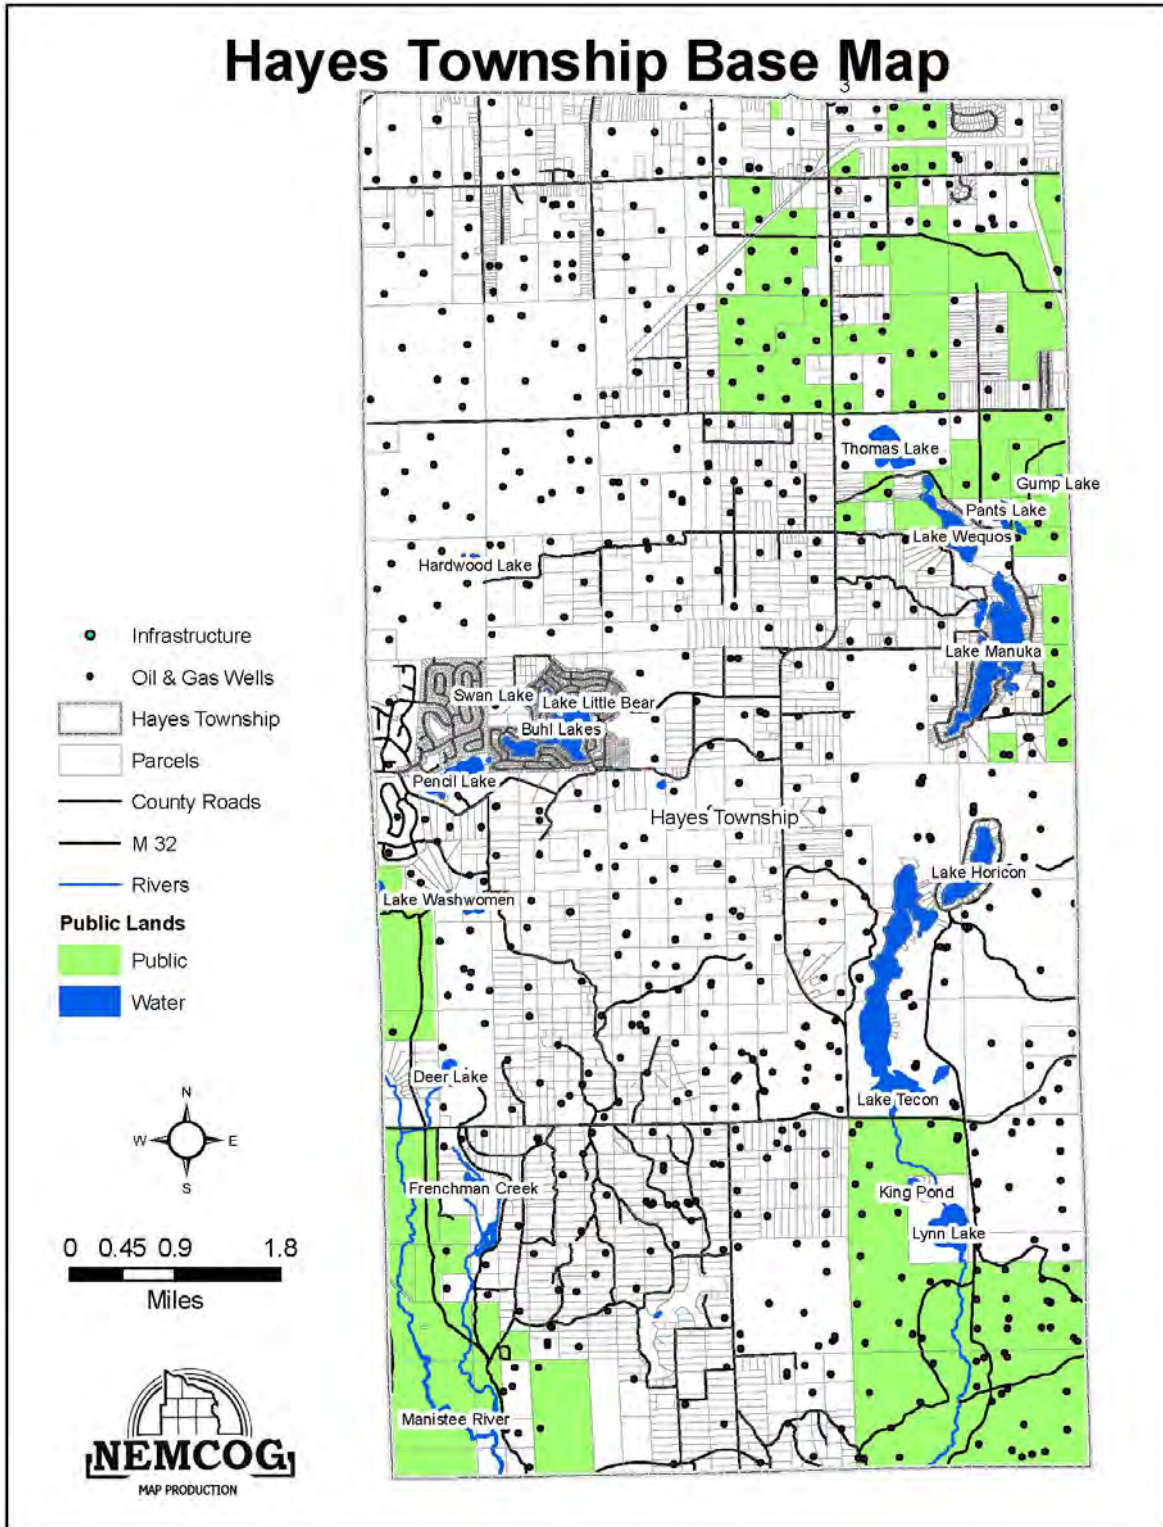 Hayes Township Base Map
3
Thomas Lake
Gump Lake
Pants Lake
Lake Wequos
Hardwood Lake
Infrastructure
Oil & Gas Wells
Hayes Township
Parcels
County Roads
M 32
Rivers
Public Lands
Public
Water
Lake Manuka
Swan Lake
Lake Little Bear
Buhl Lakes
Pencil Lake
Hayes Township
Lake Horicon
Lake Washwomen
Deer Lake
Lake Tecon
N
W E
S
Frenchman Creek
King Pond
Lynn Lake
0 0.45 0.9 1.8
Miles
Manistee River
NEMCOG
MAP PRODUCTION